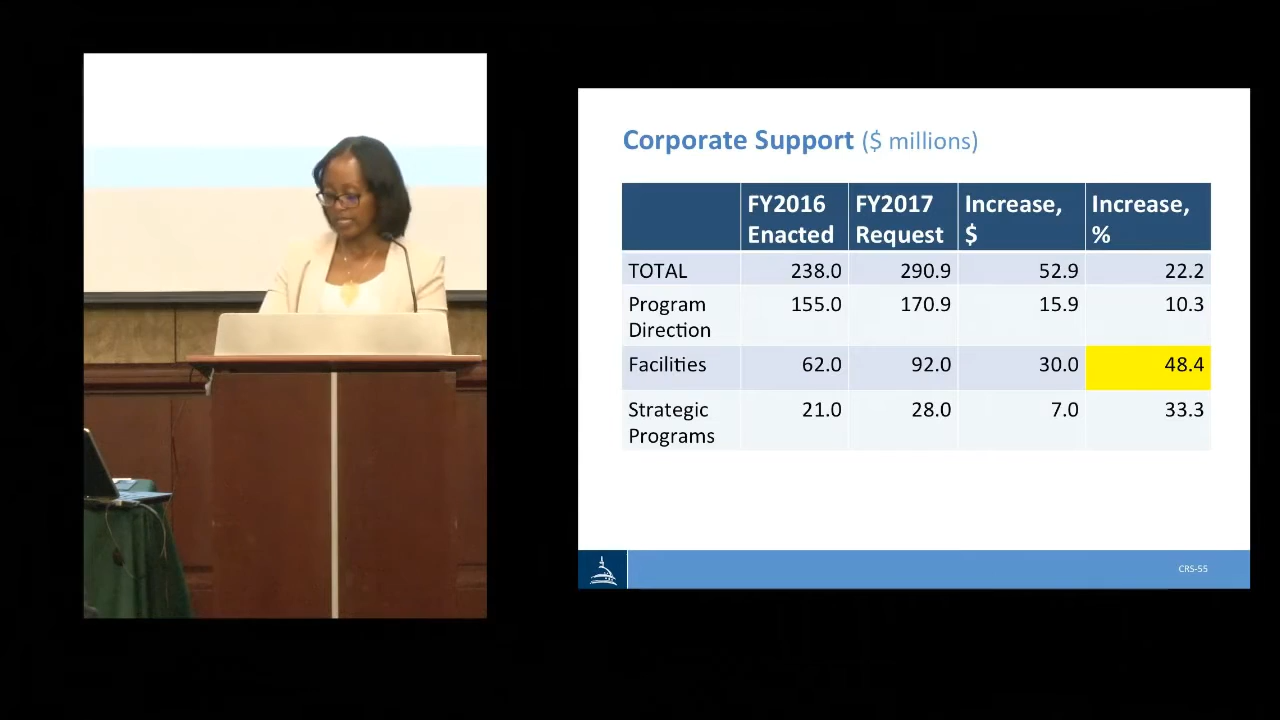 Corporate Support ($ millions)
FY2016 Enacted FY2017 Request Increase, $ Increase, %
TOTAL 238.0 290.9 52.9 22.2
Program Direction 155.0 170.9 15.9 10.3
Facilities 62.0 92.0 30.0 48.4
Strategic Programs 21.0 28.0 7.0 33.3
CRS-55